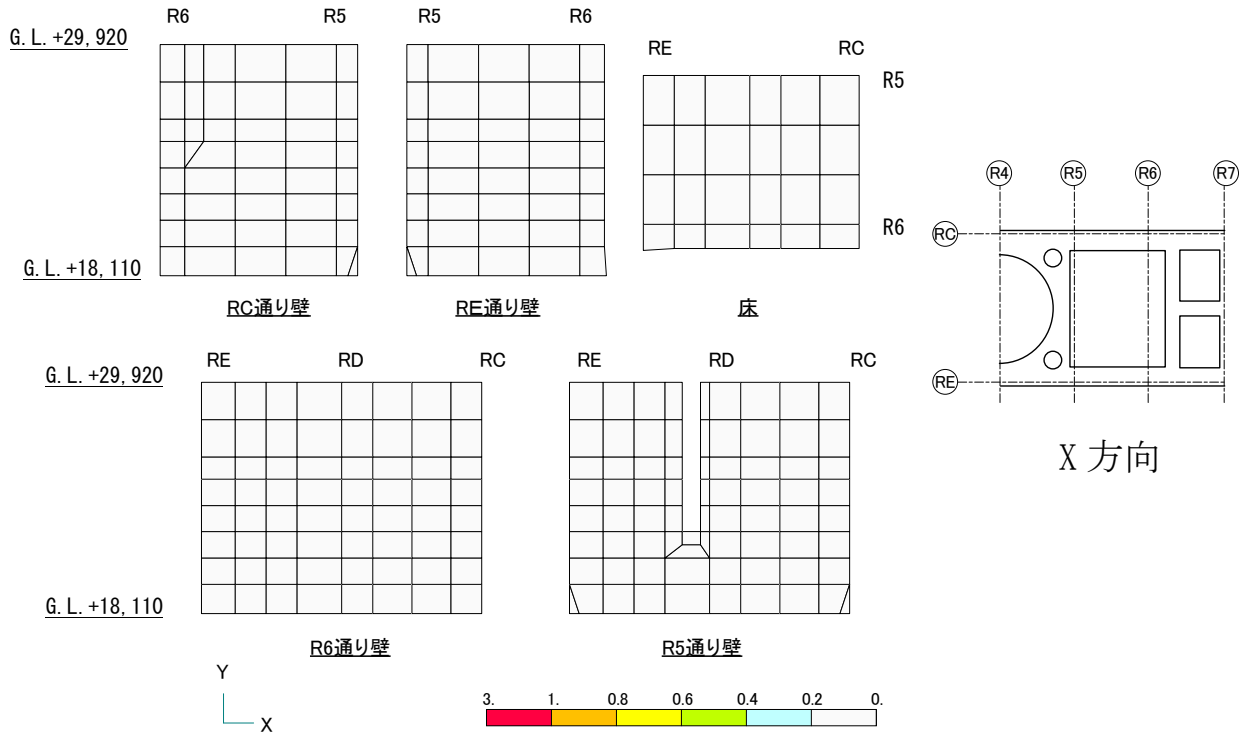 R6 R5
G.L.+29,920
G.L.+18,110
RC通り壁
R5 R6
RE通り壁
RE RC
R5
R6
床
RE RD RC
G.L.+29,920
G.L.+18,110
R6通り壁
RE RD RC
R5通り壁
R4 R5 R6 R7
RC
RE
X 方向
Y
X
3. 1. 0.8 0.6 0.4 0.2 0.